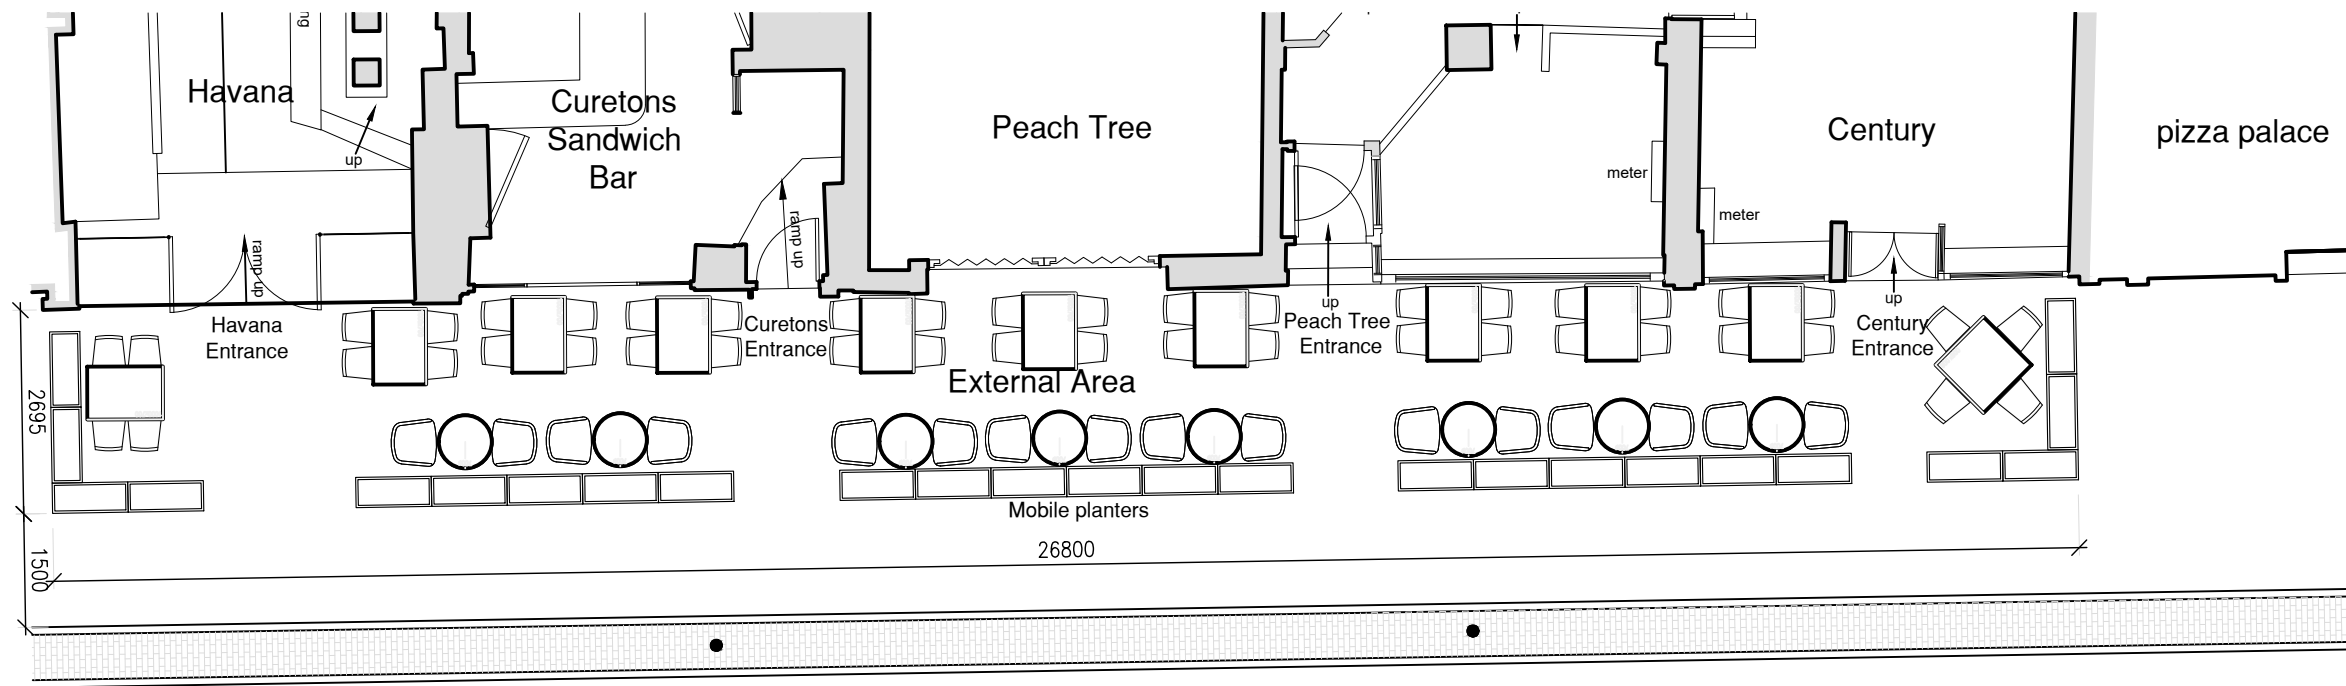 ng
Havana
up
ramp up
Curetons
Sandwich
Bar
ramp up
Peach Tree
meter
meter
Century
pizza palace
up
up
Havana
Entrance
Curetons
Entrance
Peach Tree
Entrance
Century
Entrance
External Area
2695
Mobile planters
26800
1500